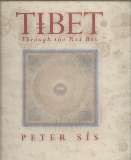 TIBET
Through the Red Box
PETER SÍS